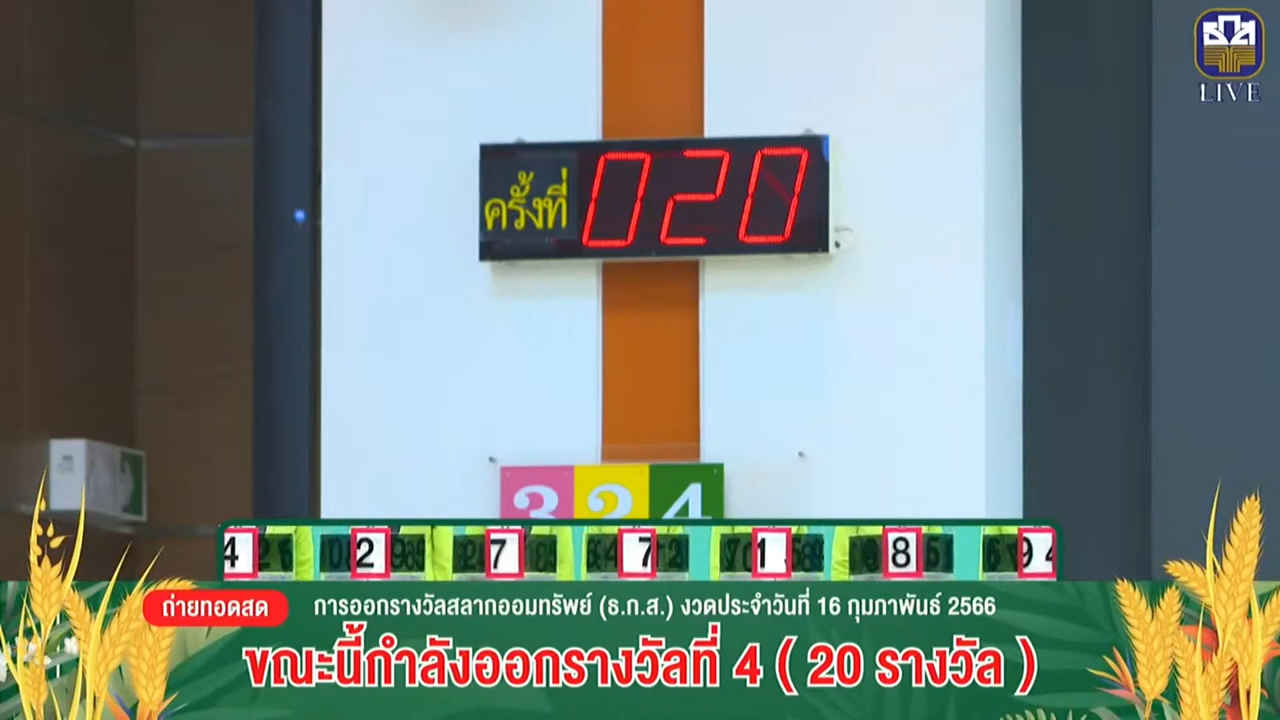 ธกส
LIVE
ครั้งที่ 020
3 2 4
4 2 7 7 1 8 9
ถ่ายทอดสด การออกรางวัลสลากออมทรัพย์ (ธ.ก.ส.) งวดประจำวันที่ 16 กุมภาพันธ์ 2566
ขณะนี้กำลังออกรางวัลที่ 4 ( 20 รางวัล )